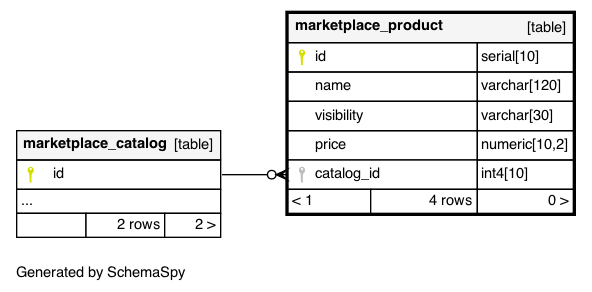 marketplace_product [table]
id serial[10]
name varchar[120]
visibility varchar[30]
price numeric[10,2]
catalog_id int4[10]
< 1 4 rows 0 >
marketplace_catalog [table]
id
...
2 rows 2 >
Generated by SchemaSpy